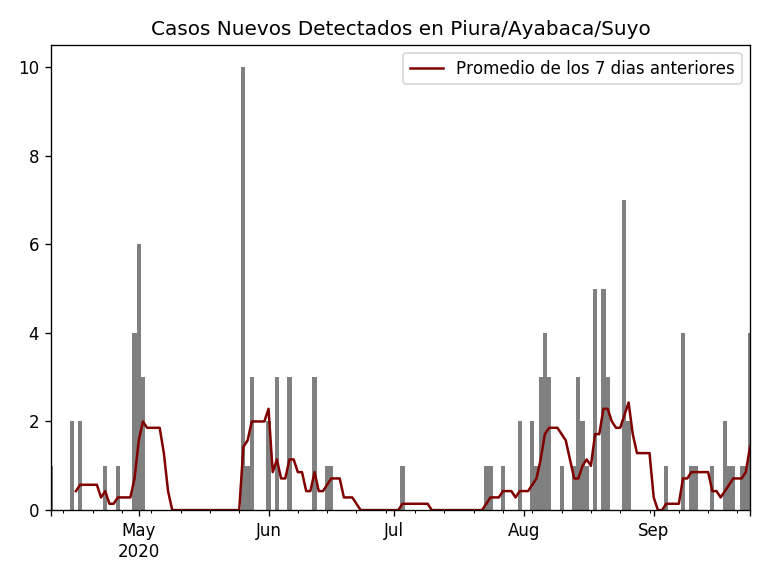 Casos Nuevos Detectados en Piura/Ayabaca/Suyo
Promedio de los 7 dias anteriores
10
8
6
4
2
0
May Jun Jul Aug Sep
2020